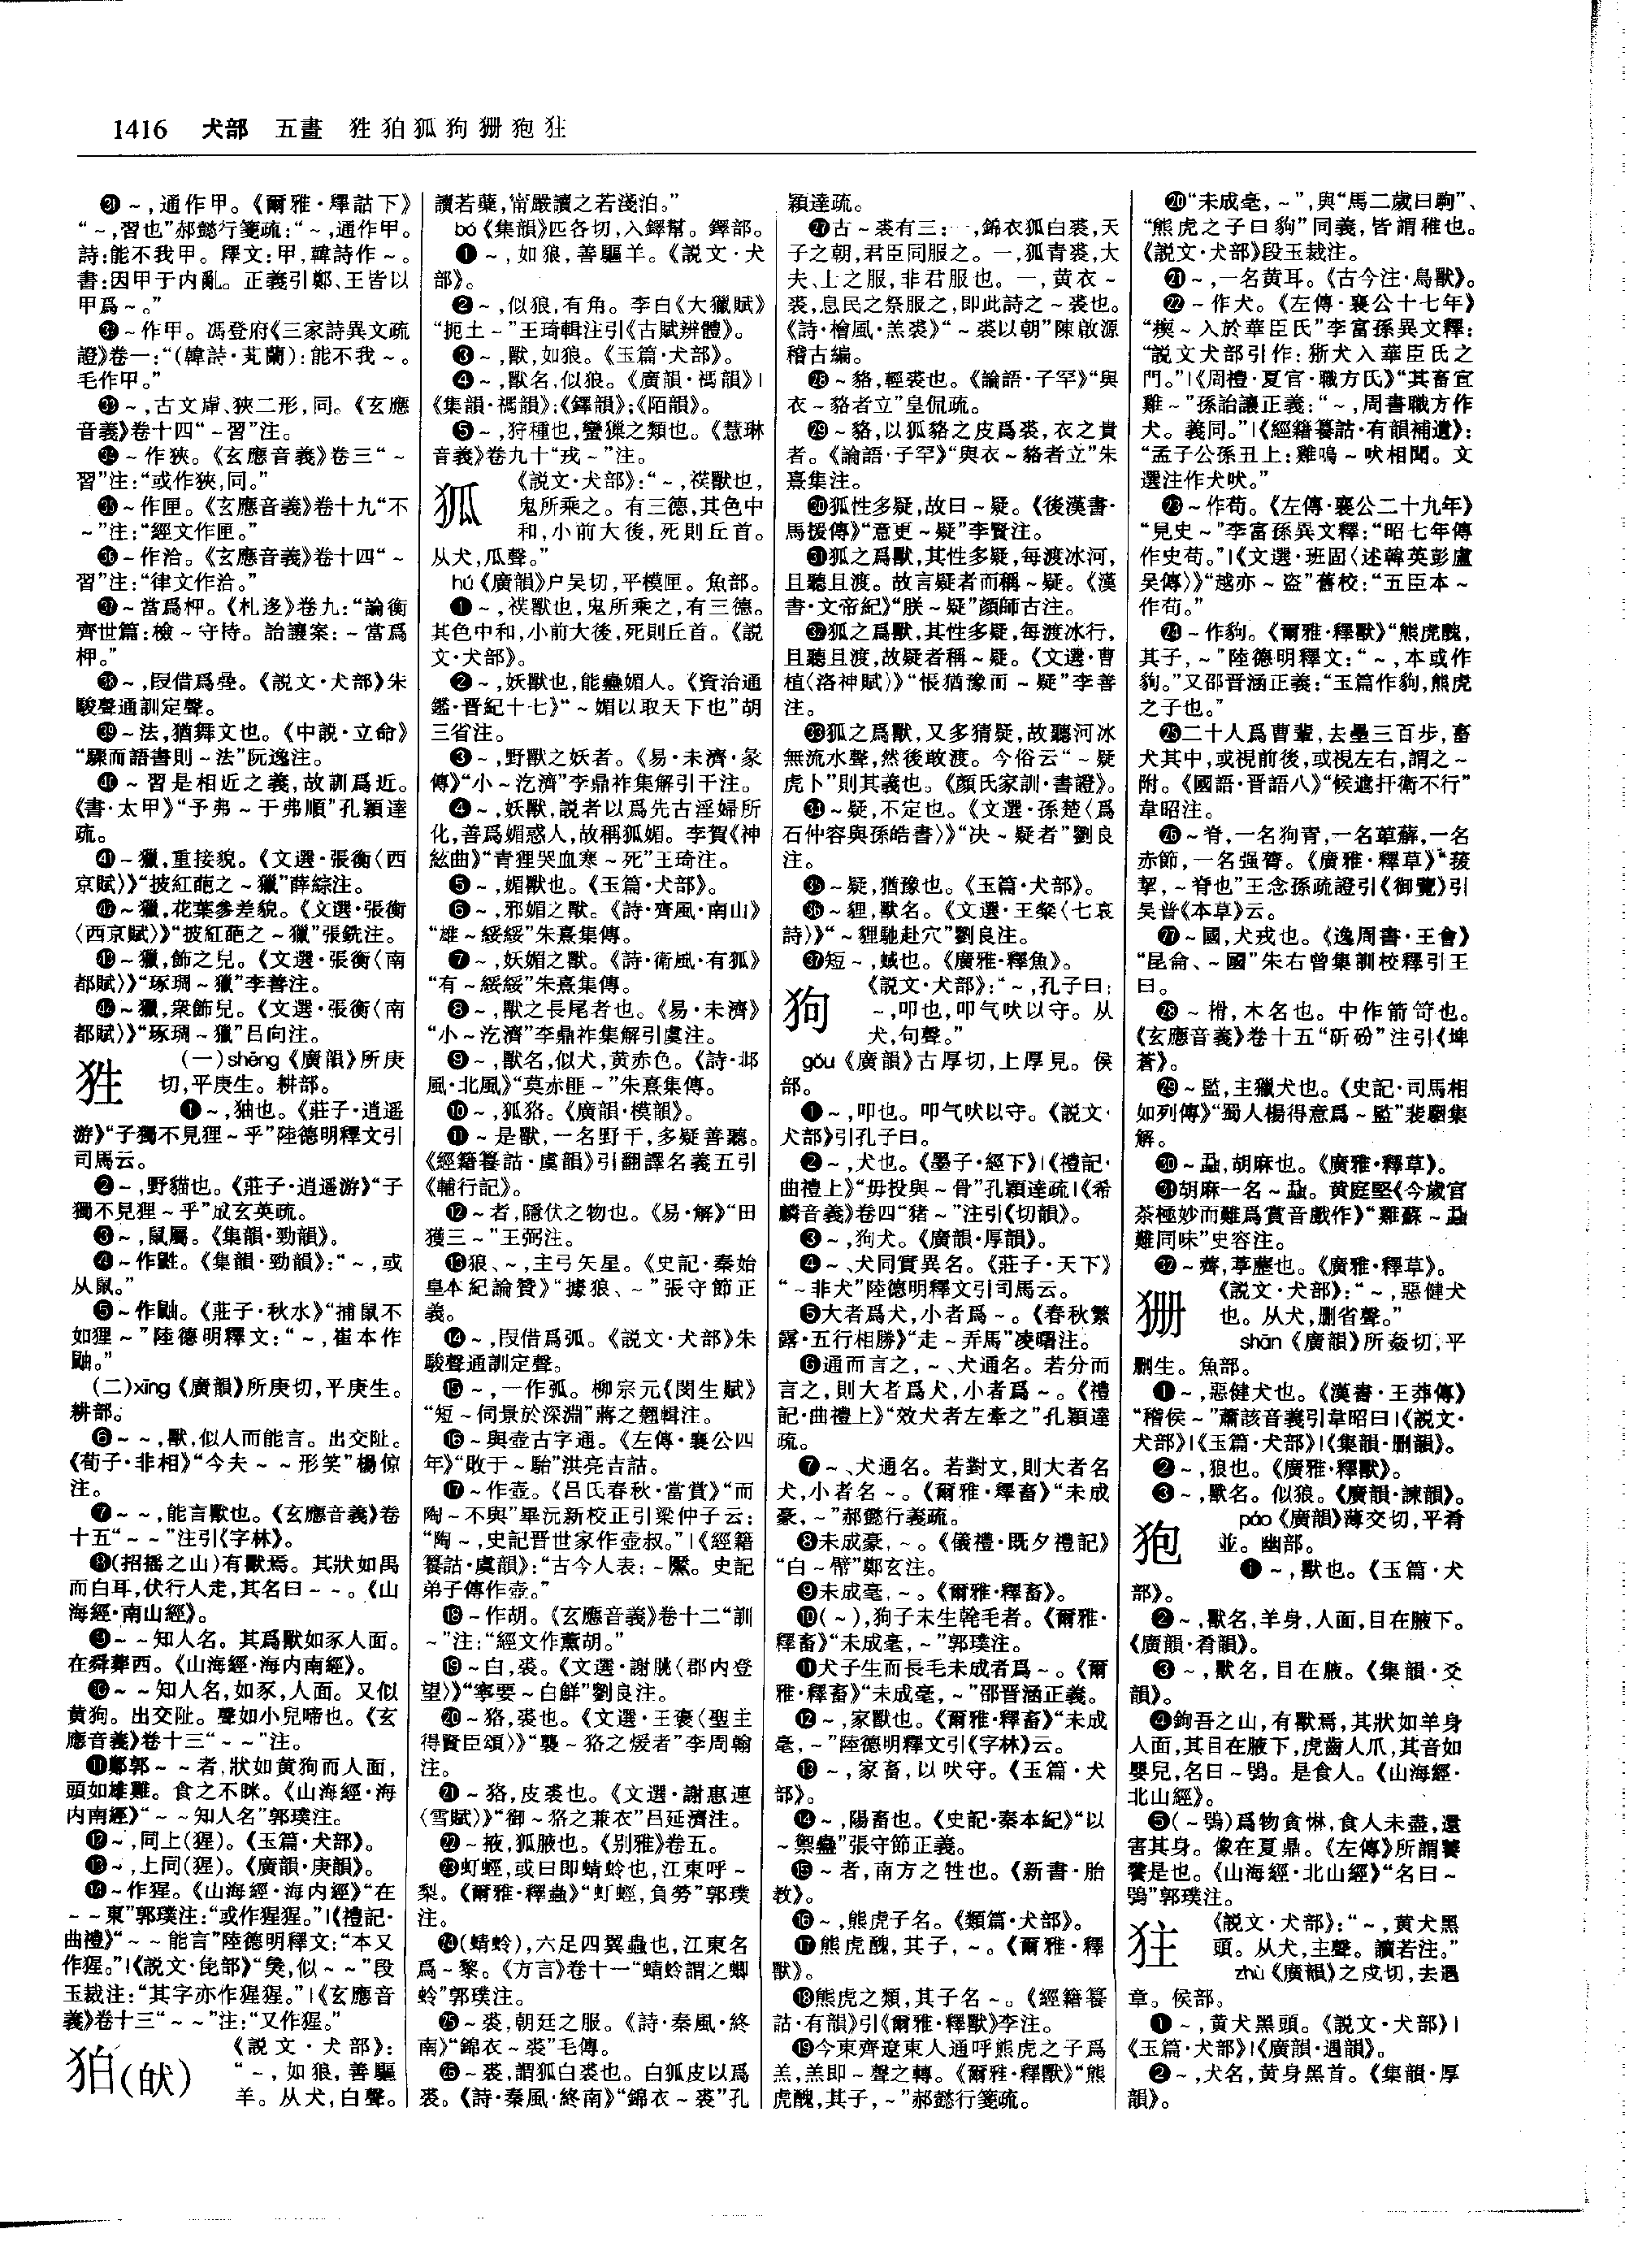 1416 犬部 五畫 狌狛狐狗狦狍狂
㉛~,通作甲。《爾雅·釋詁下》
“~,習也”郝懿行箋疏:“~,通作甲。
詩:能不我甲。釋文:甲,韓詩作~。
書:因甲于内亂。正義引鄭、王皆以
甲爲~。”
~作甲。馮登府《三家詩異文疏
證》卷一:“(韓詩·芄蘭):能不我~。
毛作甲。”
~,古文庘、狹二形,同。《玄應
音義》卷十四“~習”注。
~作狹。《玄應音義》卷三“~
習”注:“或作狹,同。”
~作匣。《玄應音義》卷十九“不
~”注:“經文作匣。”
㊱~作洽。《玄應音義》卷十四“~
習”注:“律文作洽。”
㊲~當爲柙。《札迻》卷九:“論衡
齊世篇:檢~守持。詒讓案:~當爲
柙。”
㊳~,叚借爲疊。《説文·犬部》朱
駿聲通訓定聲。
㊴~法,猶舞文也。《中説·立命》
“驟而語書則~法”阮逸注。
㊵~習是相近之義,故訓爲近。
《書·太甲》“予弗~于弗順”孔穎達
疏。
㊶~獵,重接貌。《文選·張衡〈西
京賦〉》“披紅葩之~獵”薛綜注。
㊷~獵,花葉參差貌。《文選·張衡
〈西京賦〉》“披紅葩之~獵”張銑注。
㊸~獵,飾之皃。《文選·張衡〈南
都賦〉》“琢琱~獵”李善注。
㊹~獵,衆飾皃。《文選·張衡〈南
都賦〉》“琢琱~獵”吕向注。
狌 (一)shēng《廣韻》所庚
切,平庚生。耕部。
❶~,狖也。《莊子·逍遥
游》“子獨不見狸~乎”陸德明釋文引
司馬云。
❷~,野貓也。《莊子·逍遥游》“子
獨不見狸~乎”成玄英疏。
❸~,鼠屬。《集韻·勁韻》。
❹~作鼪。《集韻·勁韻》:“~,或
从鼠。”
❺~作鼬。《莊子·秋水》“捕鼠不
如狸~”陸德明釋文:“~,崔本作
鼬。”
(二)xīng《廣韻》所庚切,平庚生。
耕部。
❻~~,獸,似人而能言。出交阯。
《荀子·非相》“今夫~~形笑”楊倞
注。
❼~~,能言獸也。《玄應音義》卷
十五“~~”注引《字林》。
❽(招摇之山)有獸焉。其狀如禺
而白耳,伏行人走,其名曰~~。《山
海經·南山經》。
❾~~知人名。其爲獸如豕人面。
在舜葬西。《山海經·海内南經》。
❿~~知人名,如豕,人面。又似
黄狗。出交阯。聲如小兒啼也。《玄
應音義》卷十三“~~”注。
⓫鄭郭~~者,狀如黄狗而人面,
頭如雄雞。食之不眯。《山海經·海
内南經》“~~知人名”郭璞注。
⓬~,同上(猩)。《玉篇·犬部》。
⓭~,上同(猩)。《廣韻·庚韻》。
⓮~作猩。《山海經·海内經》“在
~~東”郭璞注:“或作猩猩。”|《禮記·
曲禮》“~~能言”陸德明釋文:“本又
作猩。”|《説文·㲋部》“㚟,似~~”段
玉裁注:“其字亦作猩猩。”|《玄應音
義》卷十三“~~”注:“又作猩。”
狛(㹮) 《説文·犬部》:
“~,如狼,善驅
羊。从犬,白聲。
讀若蘗,甯嚴讀之若淺泊。”
bó《集韻》匹各切,入鐸幫。鐸部。
❶~,如狼,善驅羊。《説文·犬
部》。
❷~,似狼,有角。李白《大獵賦》
“扼土~”王琦輯注引《古賦辨體》。
❸~,獸,如狼。《玉篇·犬部》。
❹~,獸名,似狼。《廣韻·禡韻》|
《集韻·禡韻》;《鐸韻》;《陌韻》。
❺~,狩種也,蠻獠之類也。《慧琳
音義》卷九十“戎~”注。
狐 《説文·犬部》:“~,䄏獸也,
鬼所乘之。有三德,其色中
和,小前大後,死則丘首。
从犬,瓜聲。”
hú《廣韻》户吴切,平模匣。魚部。
❶~,䄏獸也,鬼所乘之,有三德。
其色中和,小前大後,死則丘首。《説
文·犬部》。
❷~,妖獸也,能蠱媚人。《資治通
鑑·晋紀十七》“~媚以取天下也”胡
三省注。
❸~,野獸之妖者。《易·未濟·彖
傳》“小~汔濟”李鼎祚集解引干注。
❹~,妖獸,説者以爲先古淫婦所
化,善爲媚惑人,故稱狐媚。李賀《神
絃曲》“青狸哭血寒~死”王琦注。
❺~,媚獸也。《玉篇·犬部》。
❻~,邪媚之獸。《詩·齊風·南山》
“雄~綏綏”朱熹集傳。
❼~,妖媚之獸。《詩·衛風·有狐》
“有~綏綏”朱熹集傳。
❽~,獸之長尾者也。《易·未濟》
“小~汔濟”李鼎祚集解引虞注。
❾~,獸名,似犬,黄赤色。《詩·邶
風·北風》“莫赤匪~”朱熹集傳。
❿~,狐狢。《廣韻·模韻》。
⓫~是獸,一名野干,多疑善聽。
《經籍籑詁·虞韻》引翻譯名義五引
《輔行記》。
⓬~者,隱伏之物也。《易·解》“田
獲三~”王弼注。
⓭狼、~,主弓矢星。《史記·秦始
皇本紀論贊》“據狼、~”張守節正
義。
⓮~,叚借爲弧。《説文·犬部》朱
駿聲通訓定聲。
⓯~,一作弧。柳宗元《閔生賦》
“短~伺景於深淵”蔣之翹輯注。
⓰~與壺古字通。《左傳·襄公四
年》“敗于~駘”洪亮吉詁。
⓱~作壺。《吕氏春秋·當賞》“而
陶~不與”畢沅新校正引梁仲子云:
“陶~,史記晋世家作壺叔。”|《經籍
籑詁·虞韻》:“古今人表:~黶。史記
弟子傳作壺。”
⓲~作胡。《玄應音義》卷十二“訓
~”注:“經文作薰胡。”
⓳~白,裘。《文選·謝朓〈郡内登
望〉》“寧要~白鮮”劉良注。
⓴~狢,裘也。《文選·王褒〈聖主
得賢臣頌〉》“襲~狢之煖者”李周翰
注。
㉑~狢,皮裘也。《文選·謝惠連
〈雪賦〉》“御~狢之兼衣”吕延濟注。
㉒~掖,狐腋也。《别雅》卷五。
㉓虰蛵,或曰即蜻蛉也,江東呼~
梨。《爾雅·釋蟲》“虰蛵,負勞”郭璞
注。
㉔(蜻蛉),六足四翼蟲也,江東名
爲~黎。《方言》卷十一“蜻蛉謂之蝍
蛉”郭璞注。
㉕~裘,朝廷之服。《詩·秦風·終
南》“錦衣~裘”毛傳。
㉖~裘,謂狐白裘也。白狐皮以爲
裘。《詩·秦風·終南》“錦衣~裘”孔
穎達疏。
㉗古~裘有三:一,錦衣狐白裘,天
子之朝,君臣同服之。一,狐青裘,大
夫、士之服,非君服也。一,黄衣~
裘,息民之祭服之,即此詩之~裘也。
《詩·檜風·羔裘》“~裘以朝”陳啟源
稽古編。
㉘~貉,輕裘也。《論語·子罕》“與
衣~貉者立”皇侃疏。
㉙~貉,以狐貉之皮爲裘,衣之貴
者。《論語·子罕》“與衣~貉者立”朱
熹集注。
㉚狐性多疑,故曰~疑。《後漢書·
馬援傳》“意更~疑”李賢注。
㉛狐之爲獸,其性多疑,每渡冰河,
且聽且渡。故言疑者而稱~疑。《漢
書·文帝紀》“朕~疑”顔師古注。
㉜狐之爲獸,其性多疑,每渡冰行,
且聽且渡,故疑者稱~疑。《文選·曹
植〈洛神賦〉》“悵猶豫而~疑”李善
注。
㉝狐之爲獸,又多猜疑,故聽河冰
無流水聲,然後敢渡。今俗云“~疑
虎卜”則其義也。《顔氏家訓·書證》。
㉞~疑,不定也。《文選·孫楚〈爲
石仲容與孫皓書〉》“决~疑者”劉良
注。
㉟~疑,猶豫也。《玉篇·犬部》。
㊱~貍,獸名。《文選·王粲〈七哀
詩〉》“~貍馳赴穴”劉良注。
㊲短~,蜮也。《廣雅·釋魚》。
狗 《説文·犬部》:“~,孔子曰:
~,叩也,叩气吠以守。从
犬,句聲。”
gǒu《廣韻》古厚切,上厚見。侯
部。
❶~,叩也。叩气吠以守。《説文·
犬部》引孔子曰。
❷~,犬也。《墨子·經下》|《禮記·
曲禮上》“毋投與~骨”孔穎達疏|《希
麟音義》卷四“猪~”注引《切韻》。
❸~,狗犬。《廣韻·厚韻》。
❹~、犬同實異名。《莊子·天下》
“~非犬”陸德明釋文引司馬云。
❺大者爲犬,小者爲~。《春秋繁
露·五行相勝》“走~弄馬”凌曙注。
❻通而言之,~、犬通名。若分而
言之,則大者爲犬,小者爲~。《禮
記·曲禮上》“效犬者左牽之”孔穎達
疏。
❼~、犬通名。若對文,則大者名
犬,小者名~。《爾雅·釋畜》“未成
豪,~”郝懿行義疏。
❽未成豪,~。《儀禮·既夕禮記》
“白~幦”鄭玄注。
❾未成毫,~。《爾雅·釋畜》。
❿(~),狗子未生𠏉毛者。《爾雅·
釋畜》“未成毫,~”郭璞注。
⓫犬子生而長毛未成者爲~。《爾
雅·釋畜》“未成毫,~”邵晋涵正義。
⓬~,家獸也。《爾雅·釋畜》“未成
毫,~”陸德明釋文引《字林》云。
⓭~,家畜,以吠守。《玉篇·犬
部》。
⓮~,陽畜也。《史記·秦本紀》“以
~禦蠱”張守節正義。
⓯~者,南方之牲也。《新書·胎
教》。
⓰~,熊虎子名。《類篇·犬部》。
⓱熊虎醜,其子,~。《爾雅·釋
獸》。
⓲熊虎之類,其子名~。《經籍籑
詁·有韻》引《爾雅·釋獸》李注。
⓳今東齊遼東人通呼熊虎之子爲
羔,羔即~聲之轉。《爾雅·釋獸》“熊
虎醜,其子,~”郝懿行箋疏。
⓴“未成毫,~”,與“馬二歲曰駒”、
“熊虎之子曰豿”同義,皆謂稚也。
《説文·犬部》段玉裁注。
㉑~,一名黄耳。《古今注·鳥獸》。
㉒~作犬。《左傳·襄公十七年》
“瘈~入於華臣氏”李富孫異文釋:
“説文犬部引作:狾犬入華臣氏之
門。”|《周禮·夏官·職方氏》“其畜宜
雞~”孫詒讓正義:“~,周書職方作
犬。義同。”|《經籍籑詁·有韻補遺》:
“孟子公孫丑上:雞鳴~吠相聞。文
選注作犬吠。”
㉓~作苟。《左傳·襄公二十九年》
“見史~”李富孫異文釋:“昭七年傳
作史苟。”|《文選·班固〈述韓英彭盧
吴傳〉》“越亦~盗”舊校:“五臣本~
作苟。”
㉔~作豿。《爾雅·釋獸》“熊虎醜,
其子,~”陸德明釋文:“~,本或作
豿。”又邵晋涵正義:“玉篇作豿,熊虎
之子也。”
㉕二十人爲曹輩,去壘三百步,畜
犬其中,或視前後,或視左右,謂之~
附。《國語·晋語八》“候遮扞衛不行”
韋昭注。
㉖~脊,一名狗青,一名萆薢,一名
赤節,一名强膂。《廣雅·釋草》“菝
挈,~脊也”王念孫疏證引《御覽》引
吴普《本草》云。
㉗~國,犬戎也。《逸周書·王會》
“昆侖、~國”朱右曾集訓校釋引王
曰。
㉘~椨,木名也。中作箭笴也。
《玄應音義》卷十五“斫䂦”注引《埤
蒼》。
㉙~監,主獵犬也。《史記·司馬相
如列傳》“蜀人楊得意爲~監”裴駰集
解。
㉚~蝨,胡麻也。《廣雅·釋草》。
㉛胡麻一名~蝨。黄庭堅《今歲官
茶極妙而難爲賞音戲作》“雞蘇~蝨
難同味”史容注。
㉜~薺,葶藶也。《廣雅·釋草》。
狦 《説文·犬部》:“~,惡健犬
也。从犬,删省聲。”
shān《廣韻》所姦切,平
删生。魚部。
❶~,惡健犬也。《漢書·王莽傳》
“稽侯~”蕭該音義引韋昭曰|《説文·
犬部》|《玉篇·犬部》|《集韻·删韻》。
❷~,狼也。《廣雅·釋獸》。
❸~,獸名。似狼。《廣韻·諫韻》。
狍 páo《廣韻》薄交切,平肴
並。幽部。
❶~,獸也。《玉篇·犬
部》。
❷~,獸名,羊身,人面,目在腋下。
《廣韻·肴韻》。
❸~,獸名,目在腋。《集韻·爻
韻》。
❹鉤吾之山,有獸焉,其狀如羊身
人面,其目在腋下,虎齒人爪,其音如
嬰兒,名曰~鴞。是食人。《山海經·
北山經》。
❺(~鴞)爲物貪惏,食人未盡,還
害其身。像在夏鼎。《左傳》所謂饕
餮是也。《山海經·北山經》“名曰~
鴞”郭璞注。
狂 《説文·犬部》:“~,黄犬黑
頭。从犬,主聲。讀若注。”
zhù《廣韻》之戍切,去遇
章。侯部。
❶~,黄犬黑頭。《説文·犬部》|
《玉篇·犬部》|《廣韻·遇韻》。
❷~,犬名,黄身黑首。《集韻·厚
韻》。